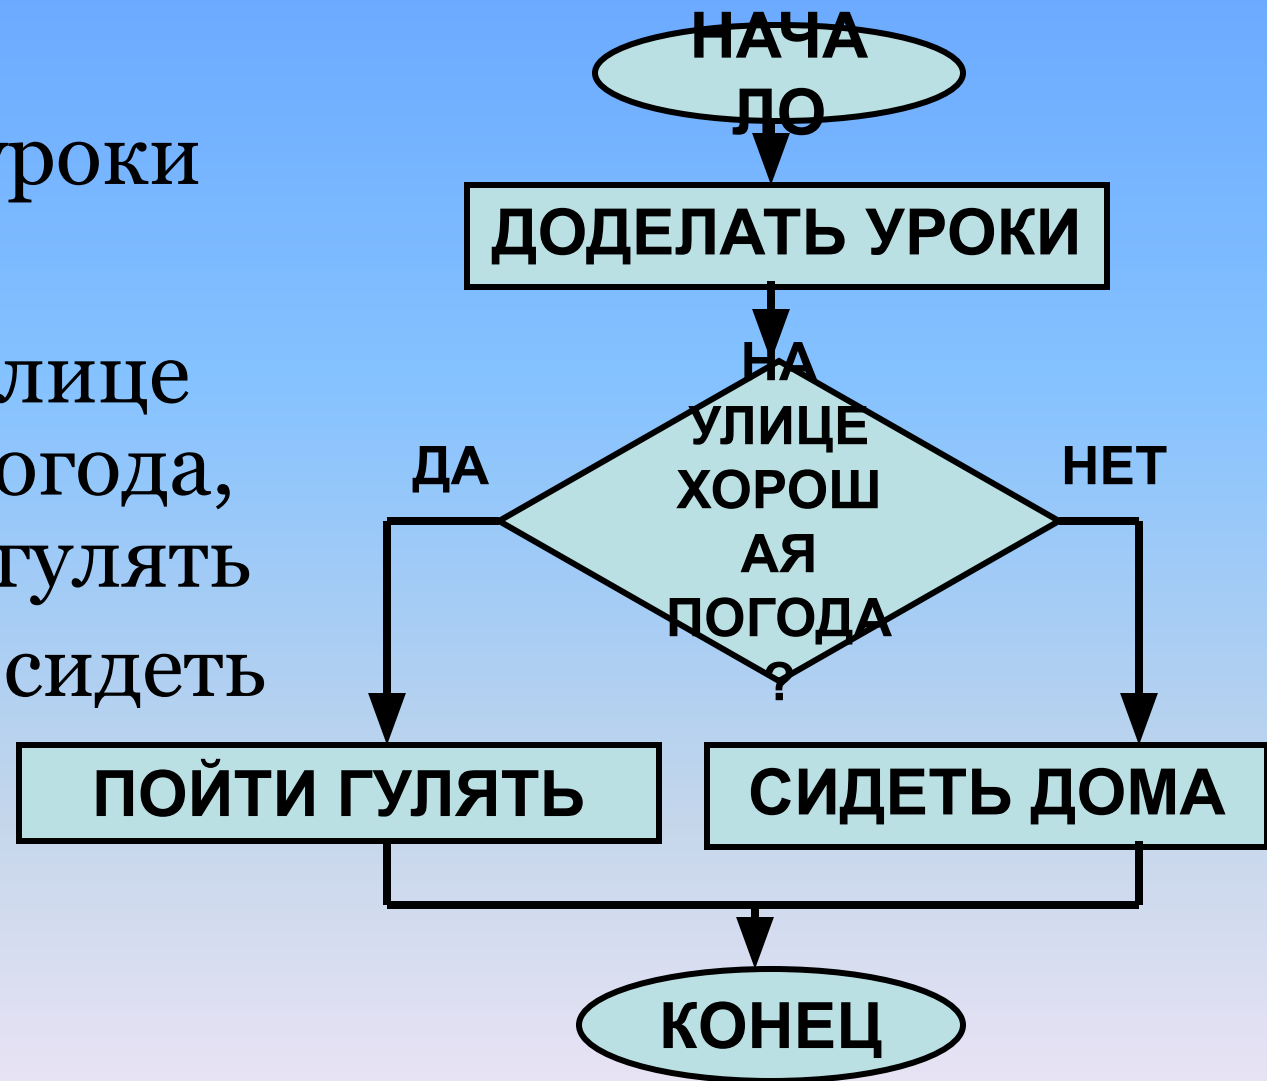 НАЧА
ЛО
уроки
ДОДЕЛАТЬ УРОКИ
лице
огода,
гулять
сидеть
НА
УЛИЦЕ
ХОРОШ
АЯ
ПОГОДА
?
ДА
НЕТ
ПОЙТИ ГУЛЯТЬ
СИДЕТЬ ДОМА
КОНЕЦ